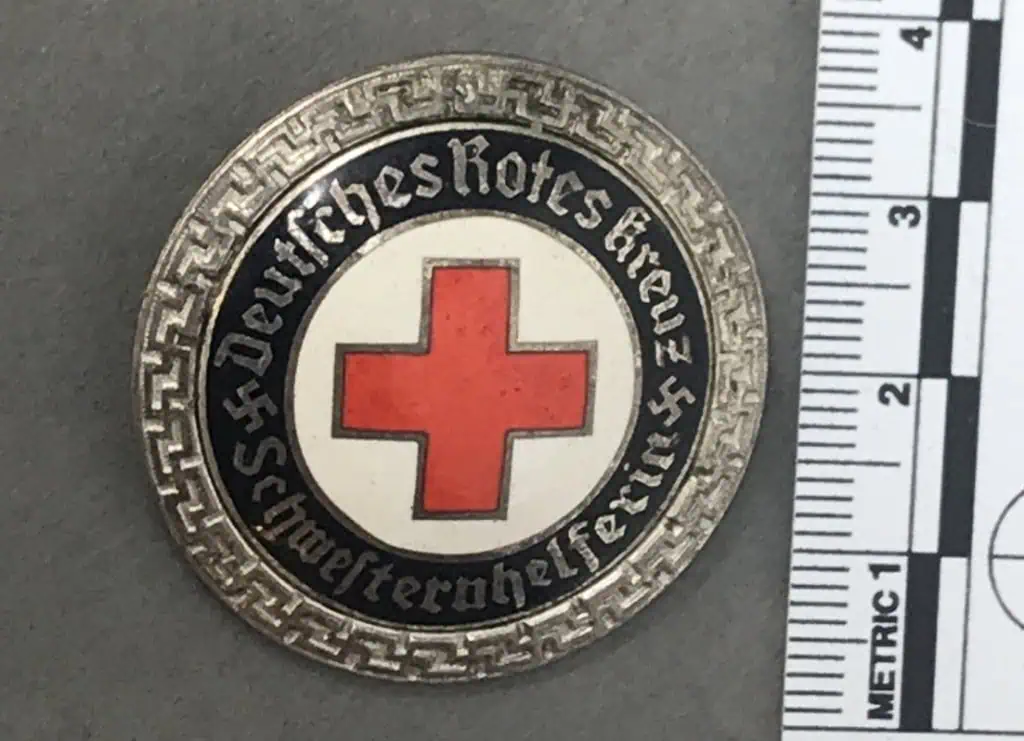 Deutsches Rotes Kreuz
Schwesternhelferin
4
3
2
METRIC 1